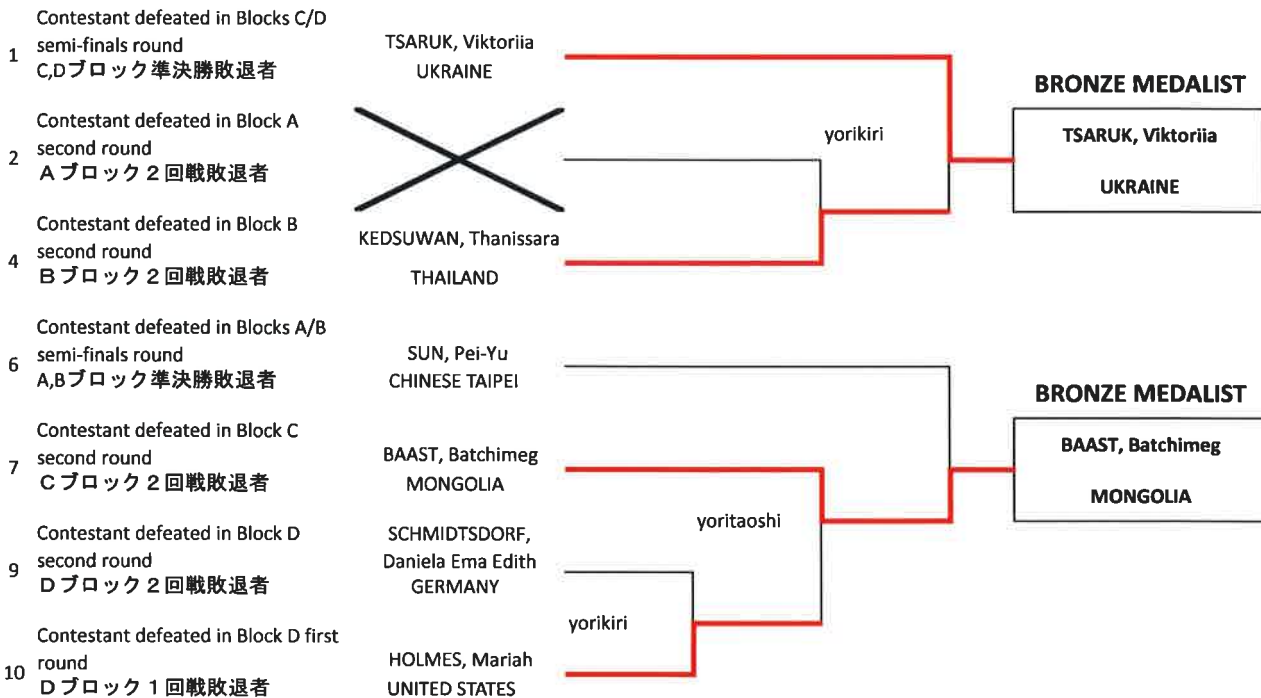 Contestant defeated in Blocks C/D
1 semi-finals round
C,Dブロック準決勝敗退者
TSARUK, Viktoriia
UKRAINE
Contestant defeated in Block A
2 second round
Aブロック2回戦敗退者
Contestant defeated in Block B
4 second round
Bブロック2回戦敗退者
KEDSUWAN, Thanissara
THAILAND
yorikiri
BRONZE MEDALIST
TSARUK, Viktoriia
UKRAINE
Contestant defeated in Blocks A/B
6 semi-finals round
A,Bブロック準決勝敗退者
SUN, Pei-Yu
CHINESE TAIPEI
Contestant defeated in Block C
7 second round
Cブロック2回戦敗退者
BAAST, Batchimeg
MONGOLIA
Contestant defeated in Block D
9 second round
Dブロック2回戦敗退者
SCHMIDTSDORF,
Daniela Ema Edith
GERMANY
Contestant defeated in Block D first
10 round
Dブロック1回戦敗退者
HOLMES, Mariah
UNITED STATES
yorikiri
yoritaoshi
BRONZE MEDALIST
BAAST, Batchimeg
MONGOLIA